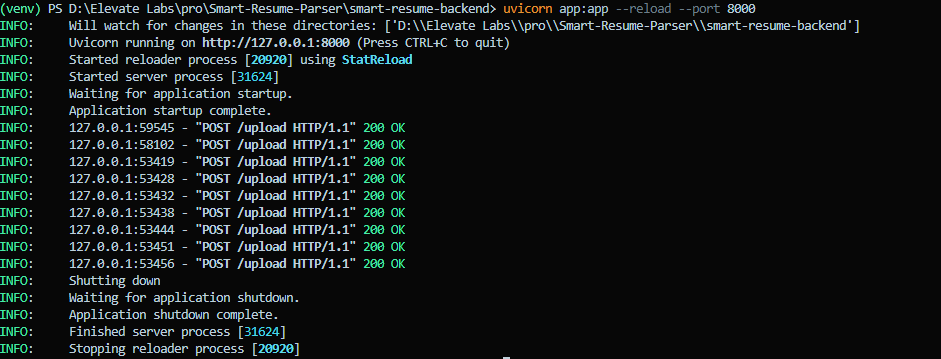 (venv) PS D:\Elevate Labs\pro\Smart-Resume-Parser\smart-resume-backend> uvicorn app:app --reload --port 8000
INFO:     Will watch for changes in these directories: ['D:\\Elevate Labs\\pro\\Smart-Resume-Parser\\smart-resume-backend']
INFO:     Uvicorn running on http://127.0.0.1:8000 (Press CTRL+C to quit)
INFO:     Started reloader process [20920] using StatReload
INFO:     Started server process [31624]
INFO:     Waiting for application startup.
INFO:     Application startup complete.
INFO:     127.0.0.1:59545 - "POST /upload HTTP/1.1" 200 OK
INFO:     127.0.0.1:58102 - "POST /upload HTTP/1.1" 200 OK
INFO:     127.0.0.1:53419 - "POST /upload HTTP/1.1" 200 OK
INFO:     127.0.0.1:53428 - "POST /upload HTTP/1.1" 200 OK
INFO:     127.0.0.1:53432 - "POST /upload HTTP/1.1" 200 OK
INFO:     127.0.0.1:53438 - "POST /upload HTTP/1.1" 200 OK
INFO:     127.0.0.1:53444 - "POST /upload HTTP/1.1" 200 OK
INFO:     127.0.0.1:53451 - "POST /upload HTTP/1.1" 200 OK
INFO:     127.0.0.1:53456 - "POST /upload HTTP/1.1" 200 OK
INFO:     Shutting down
INFO:     Waiting for application shutdown.
INFO:     Application shutdown complete.
INFO:     Finished server process [31624]
INFO:     Stopping reloader process [20920]